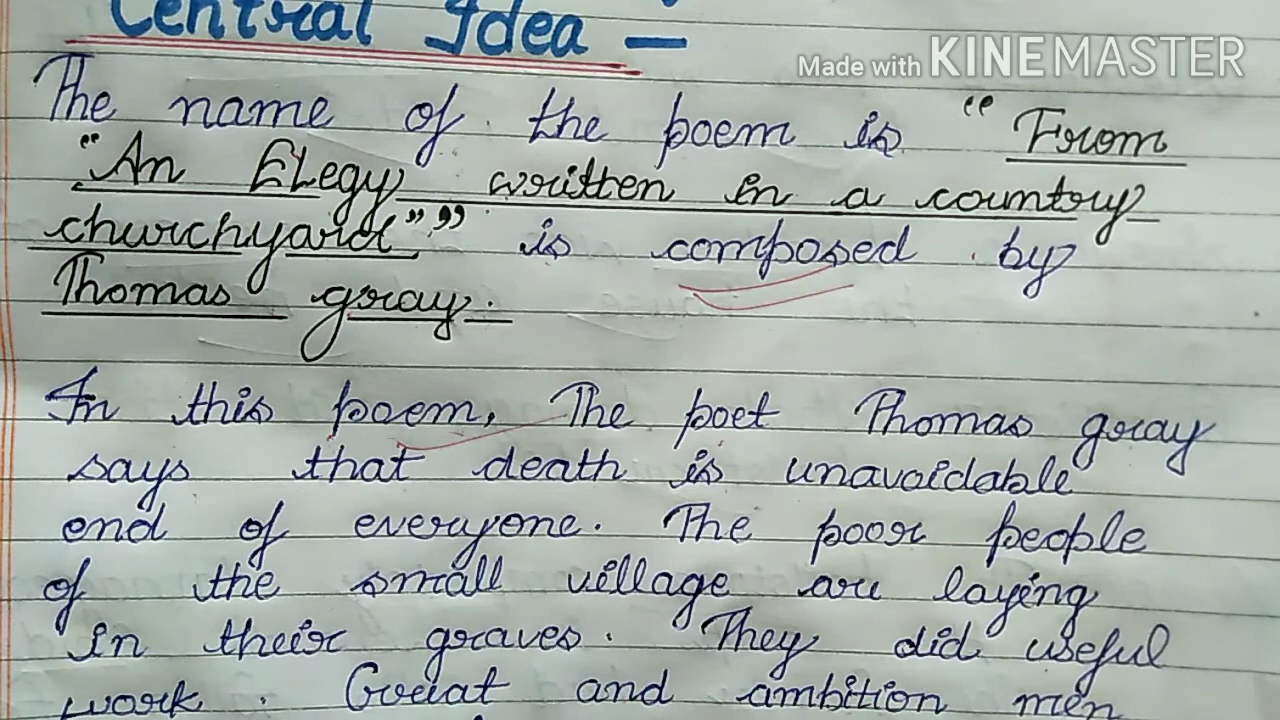 Central Idea -
Made with KINEMASTER
The name of the poem is "From
"An Elegy written in a country
churchyard"" is composed by
Thomas gray.
In this poem, The poet Thomas gray
says that death is unavoidable
end of everyone. The poor people
of the small village are laying
in their graves. They did useful
work. Great and ambition men